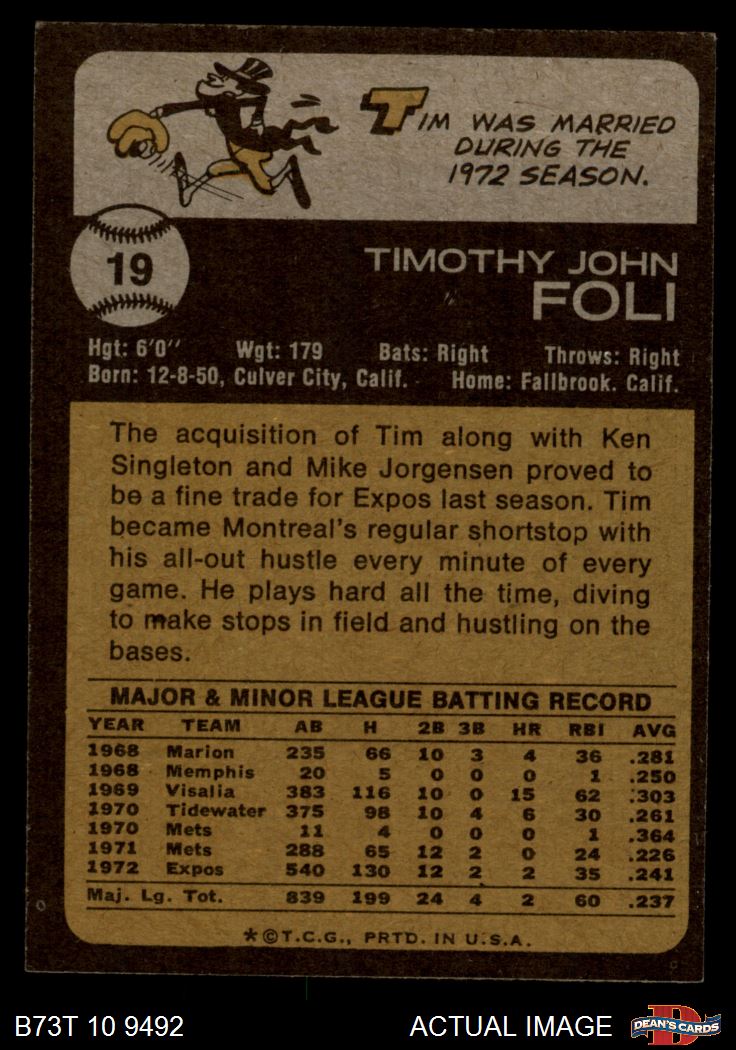 TIM WAS MARRIED
DURING THE
1972 SEASON.
19
TIMOTHY JOHN
FOLI
Hgt: 6'0" Wgt: 179 Bats: Right Throws: Right
Born: 12-8-50, Culver City, Calif. Home: Fallbrook. Calif.
The acquisition of Tim along with Ken
Singleton and Mike Jorgensen proved to
be a fine trade for Expos last season. Tim
became Montreal's regular shortstop with
his all-out hustle every minute of every
game. He plays hard all the time, diving
to make stops in field and hustling on the
bases.
MAJOR & MINOR LEAGUE BATTING RECORD
YEAR TEAM AB H 2B 3B HR RBI AVG
1968 Marion 235 66 10 3 4 36 .281
1968 Memphis 20 5 0 0 0 1 .250
1969 Visalia 383 116 10 0 15 62 .303
1970 Tidewater 375 98 10 4 6 30 .261
1970 Mets 11 4 0 0 0 1 .364
1971 Mets 288 65 12 2 0 24 .226
1972 Expos 540 130 12 2 2 35 .241
Maj. Lg. Tot. 839 199 24 4 2 60 .237
*©T.C.G., PRTD. IN U.S.A.
B73T 10 9492 ACTUAL IMAGE DEAN'S CARDS